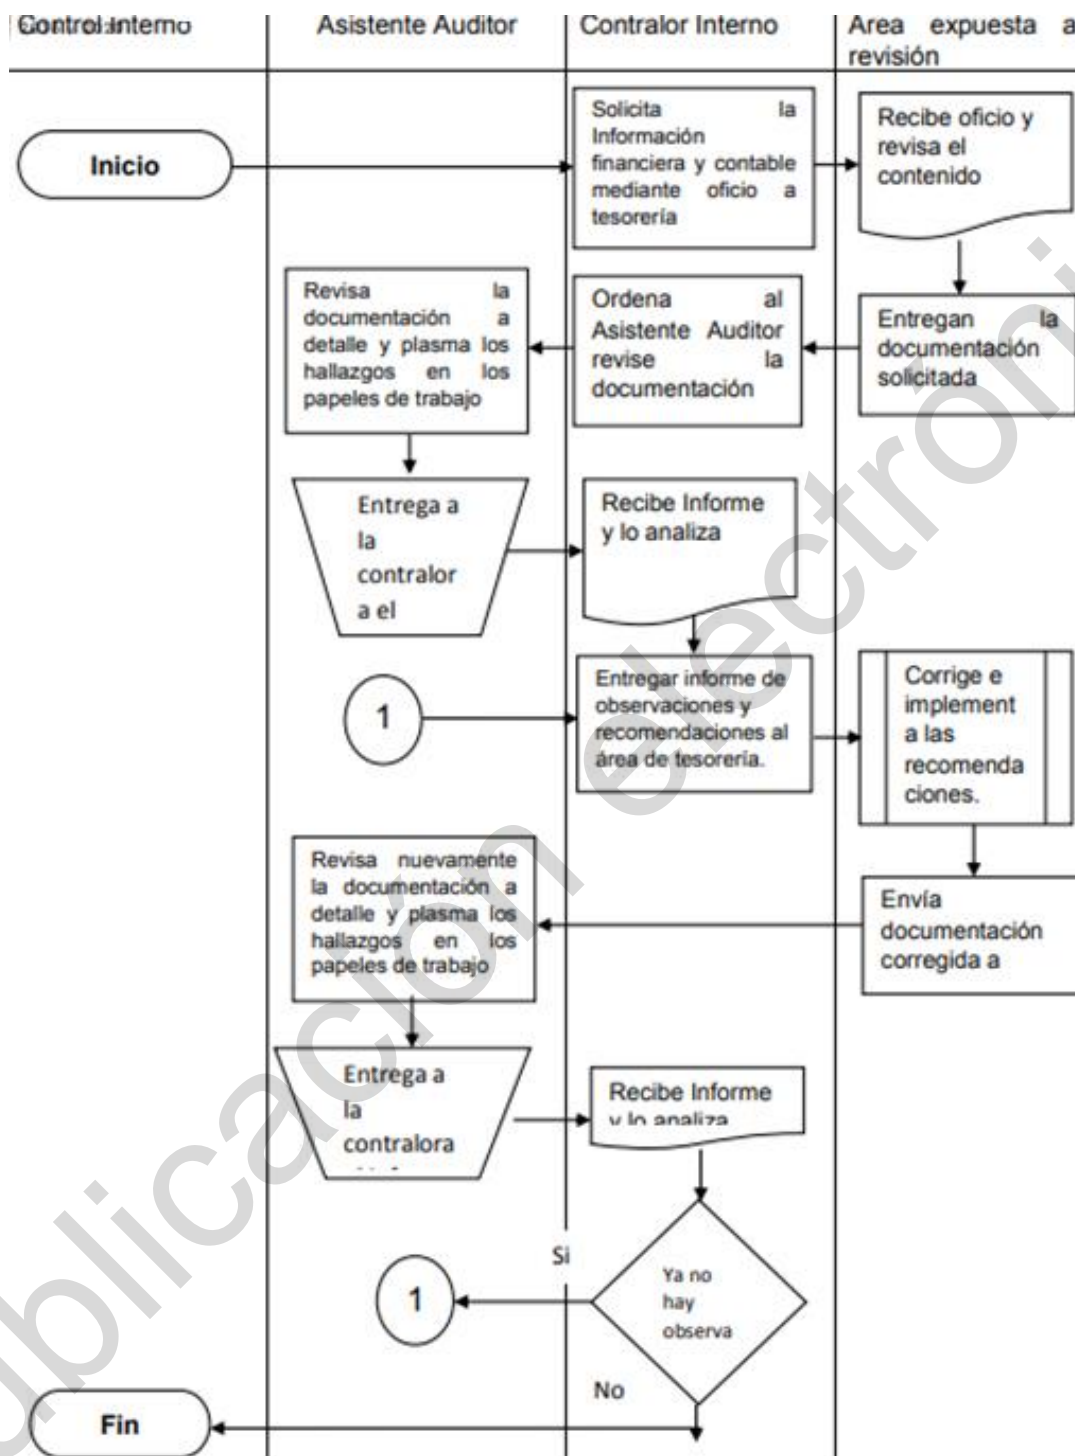 Control Interno
Asistente Auditor
Contralor Interno
Area expuesta a
revisión
Inicio
Solicita la
Información
financiera y contable
mediante oficio a
tesorería
Recibe oficio y
revisa el
contenido
Revisa la
documentación a
detalle y plasma los
hallazgos en los
papeles de trabajo
Ordena al
Asistente Auditor
revise la
documentación
Entregan la
documentación
solicitada
Entrega a
la
contralor
a el
Recibe Informe
y lo analiza
1
Entregar informe de
observaciones y
recomendaciones al
área de tesorería.
Corrige e
implement
a las
recomenda
ciones.
Revisa nuevamente
la documentación a
detalle y plasma los
hallazgos en los
papeles de trabajo
Envía
documentación
corregida a
Entrega a
la
contralora
Recibe Informe
y lo analiza
Si
1
Ya no
hay
observa
No
Fin
ublicación electróni